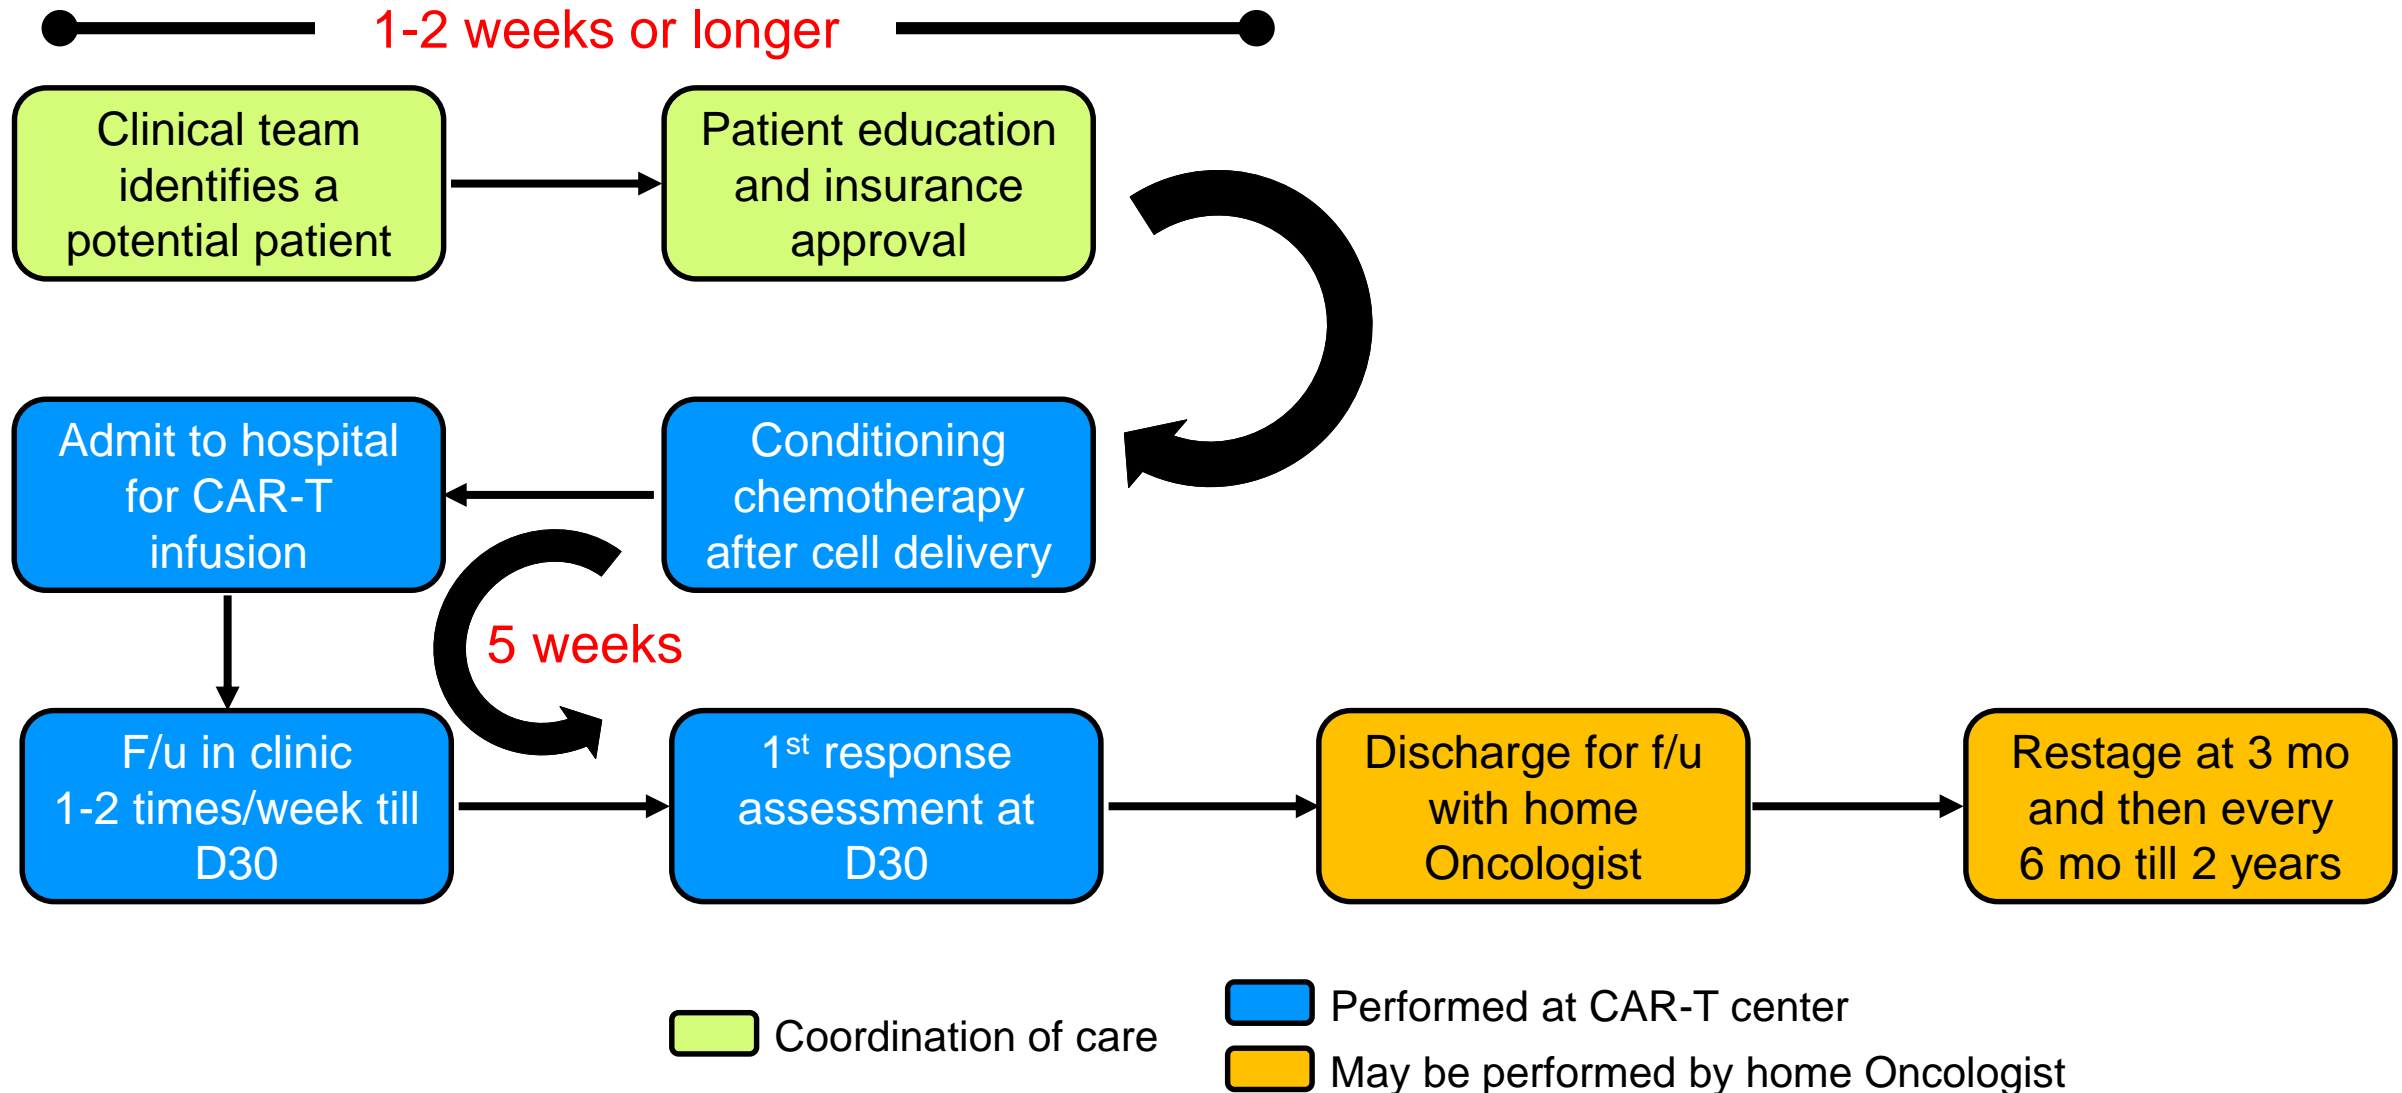 1-2 weeks or longer
Clinical team
identifies a
potential patient
Patient education
and insurance
approval
Admit to hospital
for CAR-T
infusion
Conditioning
chemotherapy
after cell delivery
5 weeks
F/u in clinic
1-2 times/week till
D30
1st response
assessment at
D30
Discharge for f/u
with home
Oncologist
Restage at 3 mo
and then every
6 mo till 2 years
Coordination of care
Performed at CAR-T center
May be performed by home Oncologist